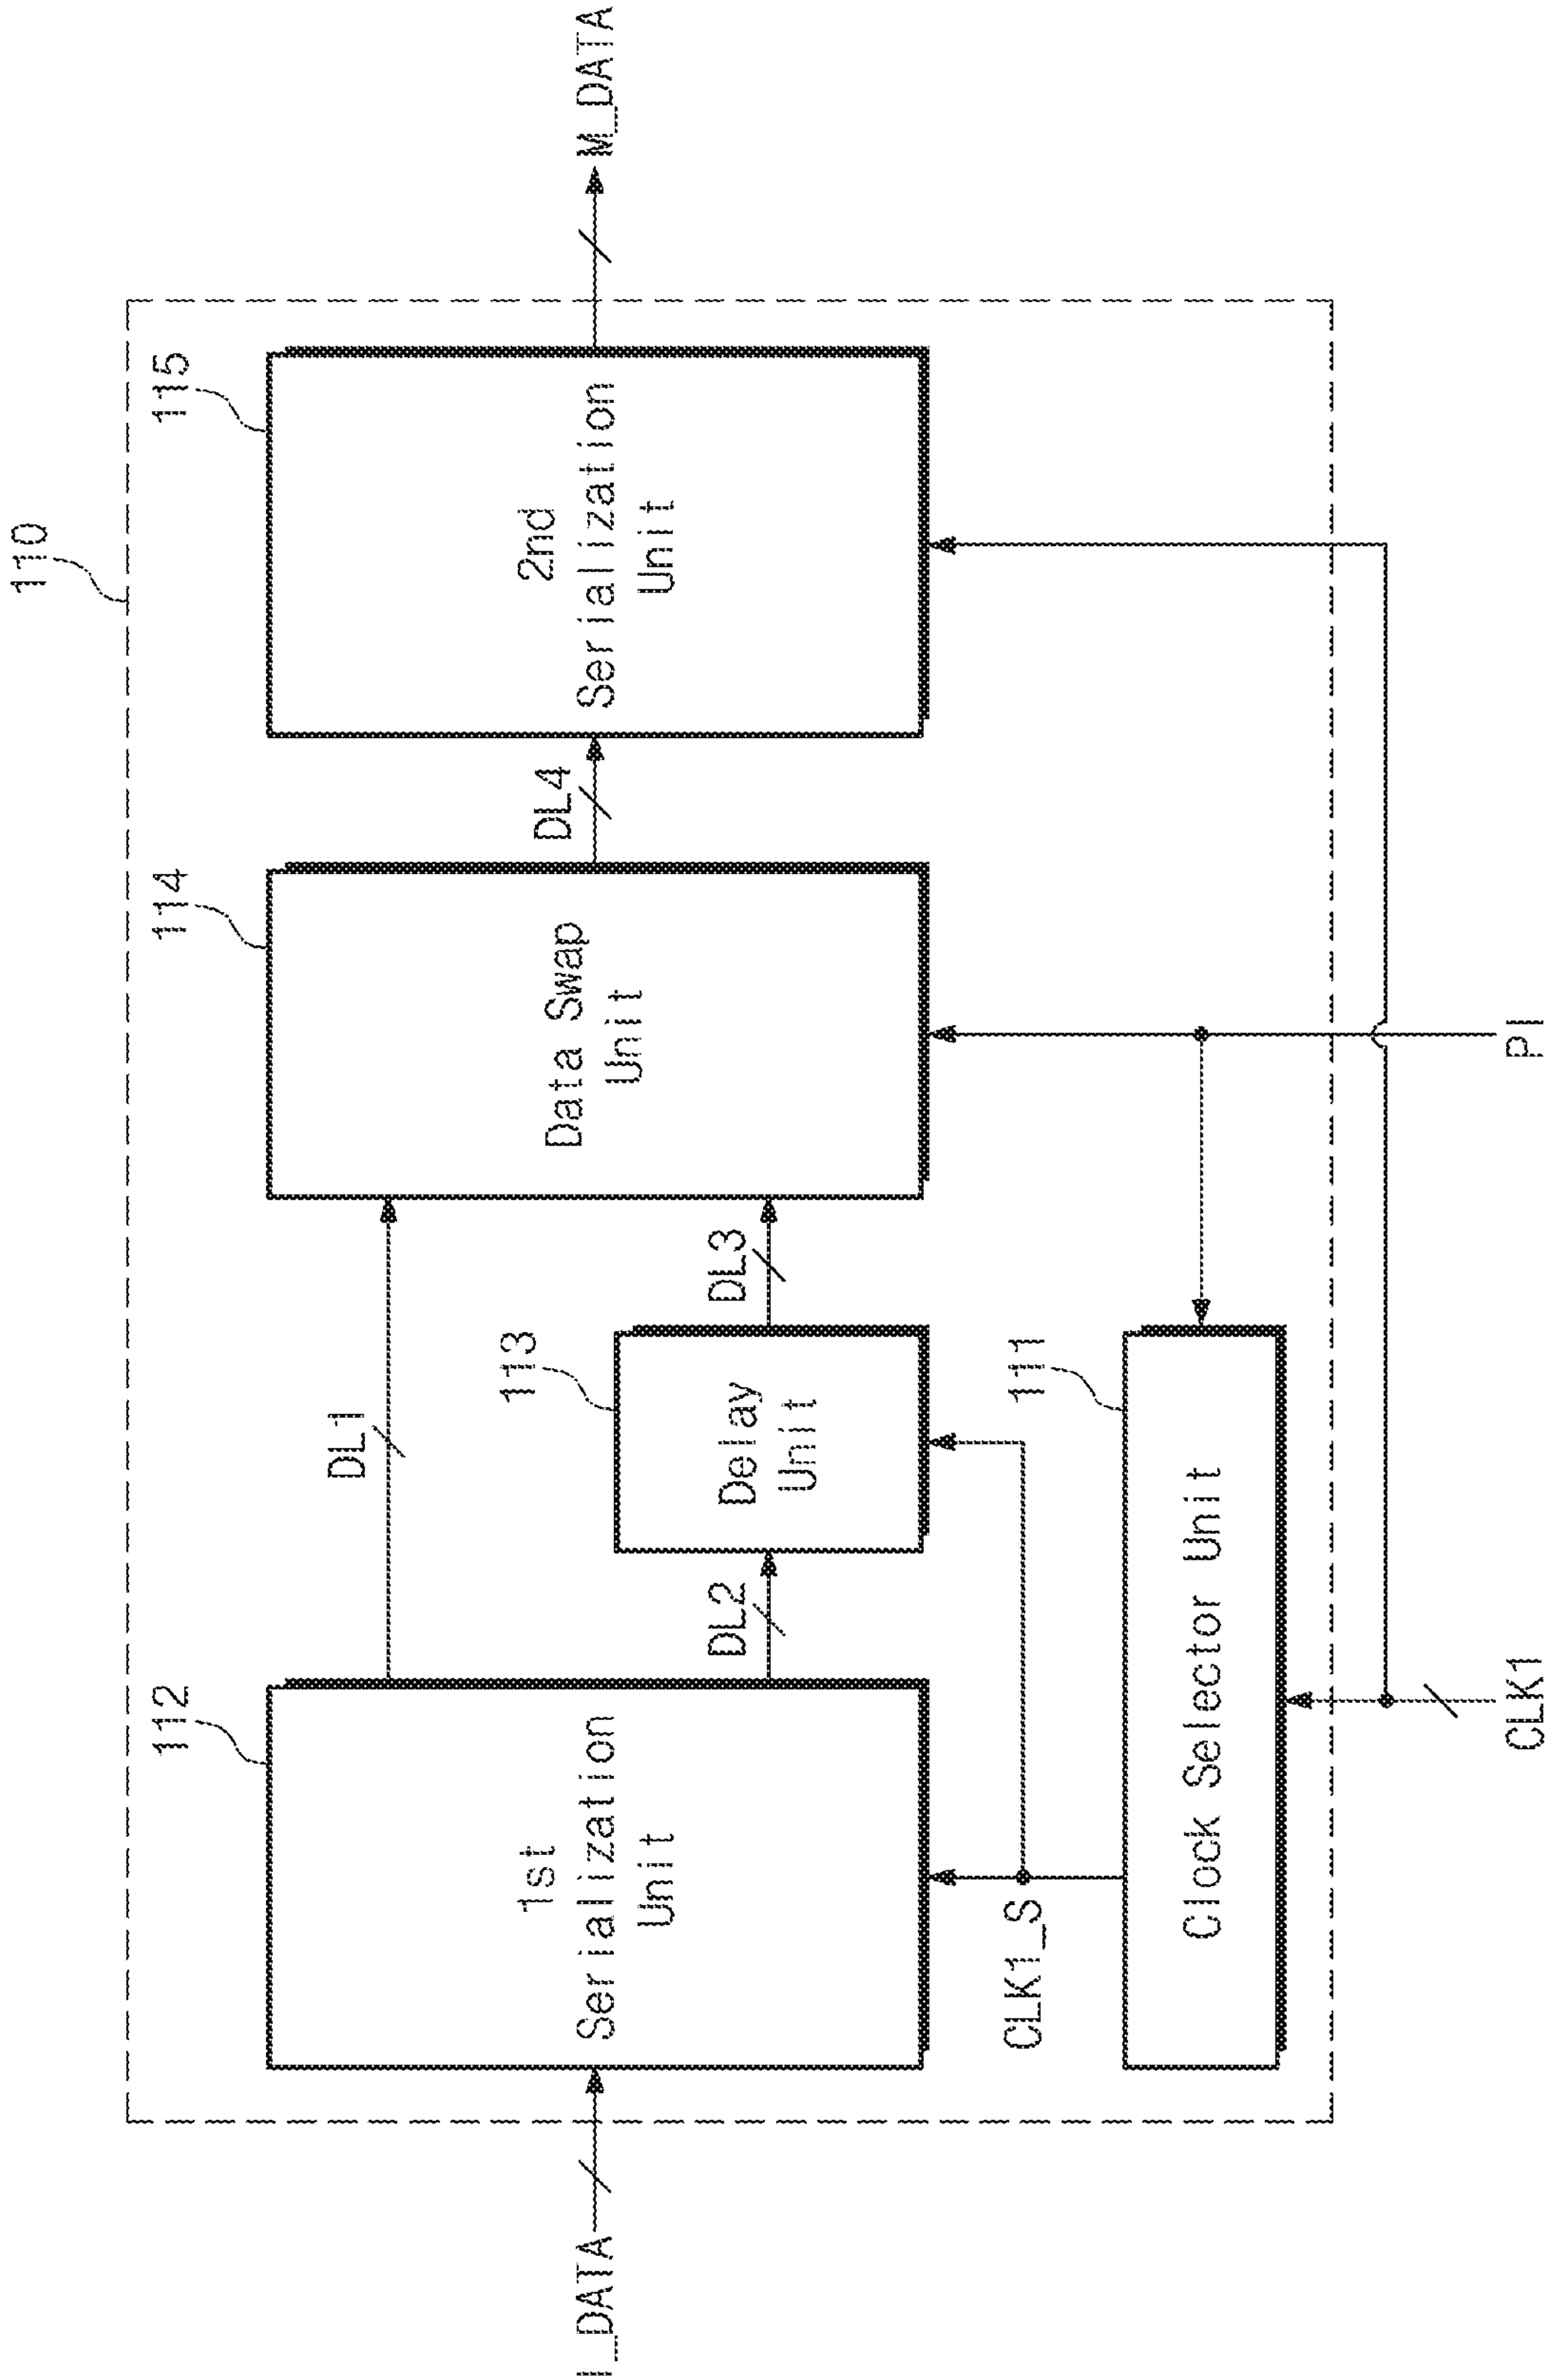 110
112
1st
Serialization
Unit
DL1
DL2
113
Delay
Unit
DL3
114
Data Swap
Unit
DL4
115
2nd
Serialization
Unit
I_DATA
M_DATA
CLK1_S
111
Clock Selector Unit
CLK1
PI